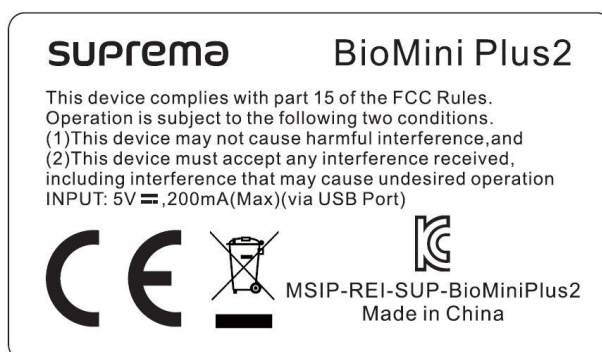 suprema BioMini Plus2
This device complies with part 15 of the FCC Rules.
Operation is subject to the following two conditions.
(1)This device may not cause harmful interference,and
(2)This device must accept any interference received,
including interference that may cause undesired operation
INPUT: 5V ⎓,200mA(Max)(via USB Port)
CE
KC
MSIP-REI-SUP-BioMiniPlus2
Made in China